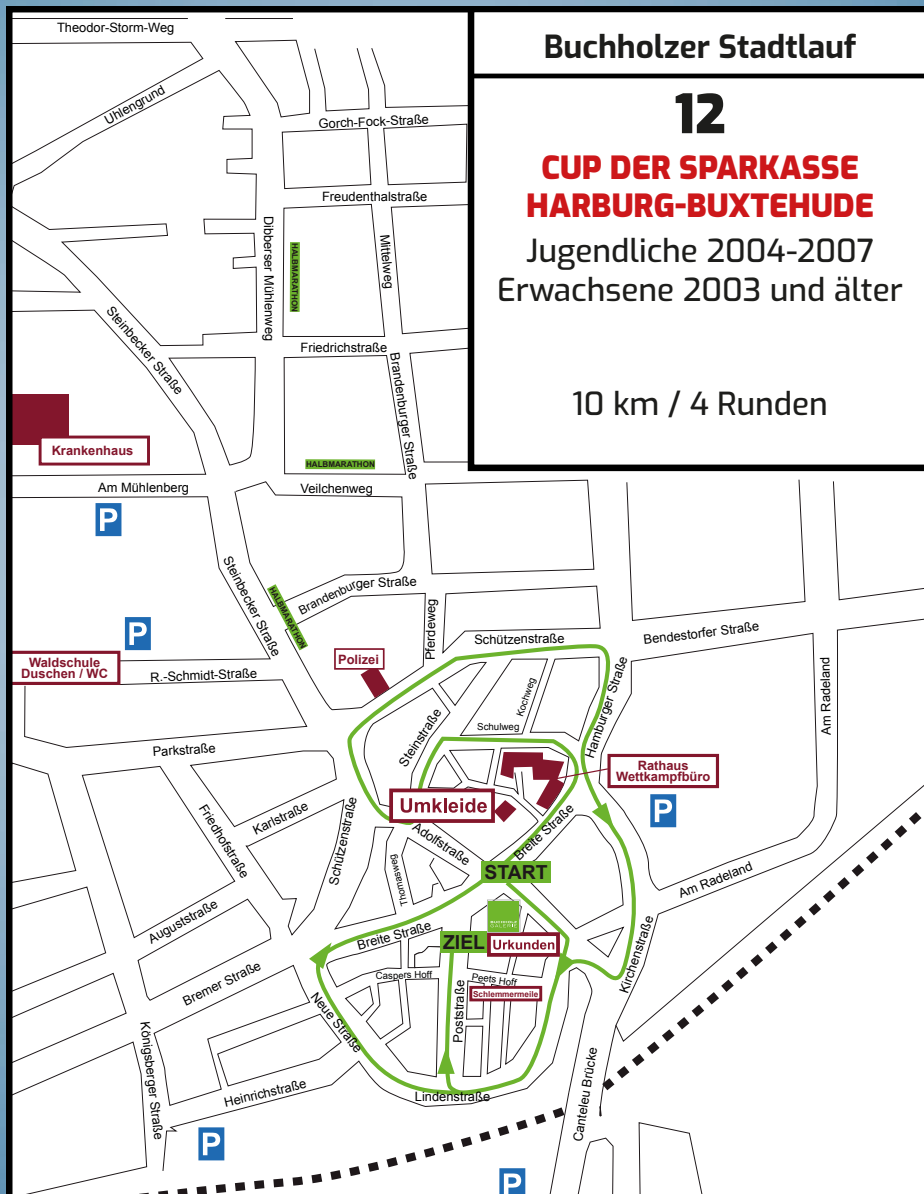 Theodor-Storm-Weg
Buchholzer Stadtlauf
12
CUP DER SPARKASSE
HARBURG-BUXTEHUDE
Jugendliche 2004-2007
Erwachsene 2003 und älter
10 km / 4 Runden
Uhlengrund
Gorch-Fock-Straße
Freudenthalstraße
Dibberser Mühlenweg
HALBMARATHON
Mittelweg
Steinbecker Straße
Friedrichstraße
Brandenburger Straße
Krankenhaus
HALBMARATHON
Am Mühlenberg
Veilchenweg
P
Steinbecker Straße
HALBMARATHON
Brandenburger Straße
Pferdeweg
P
Schützenstraße
Bendestorfer Straße
Waldschule
Duschen / WC
R.-Schmidt-Straße
Polizei
Steinstraße
Kochweg
Schulweg
Hamburger Straße
Am Radeland
Parkstraße
Rathaus
Wettkampfbüro
Umkleide
P
Friedhofstraße
Karlstraße
Schützenstraße
Adolfstraße
Breite Straße
Thomasweg
START
Am Radeland
Auguststraße
Breite Straße
ZIEL
Urkunden
Kirchenstraße
Bremer Straße
Caspers Hoff
Peets Hoff
Schlemmermeile
Neue Straße
Poststraße
Königsberger Straße
Heinrichstraße
Lindenstraße
Canteleu Brücke
P
P